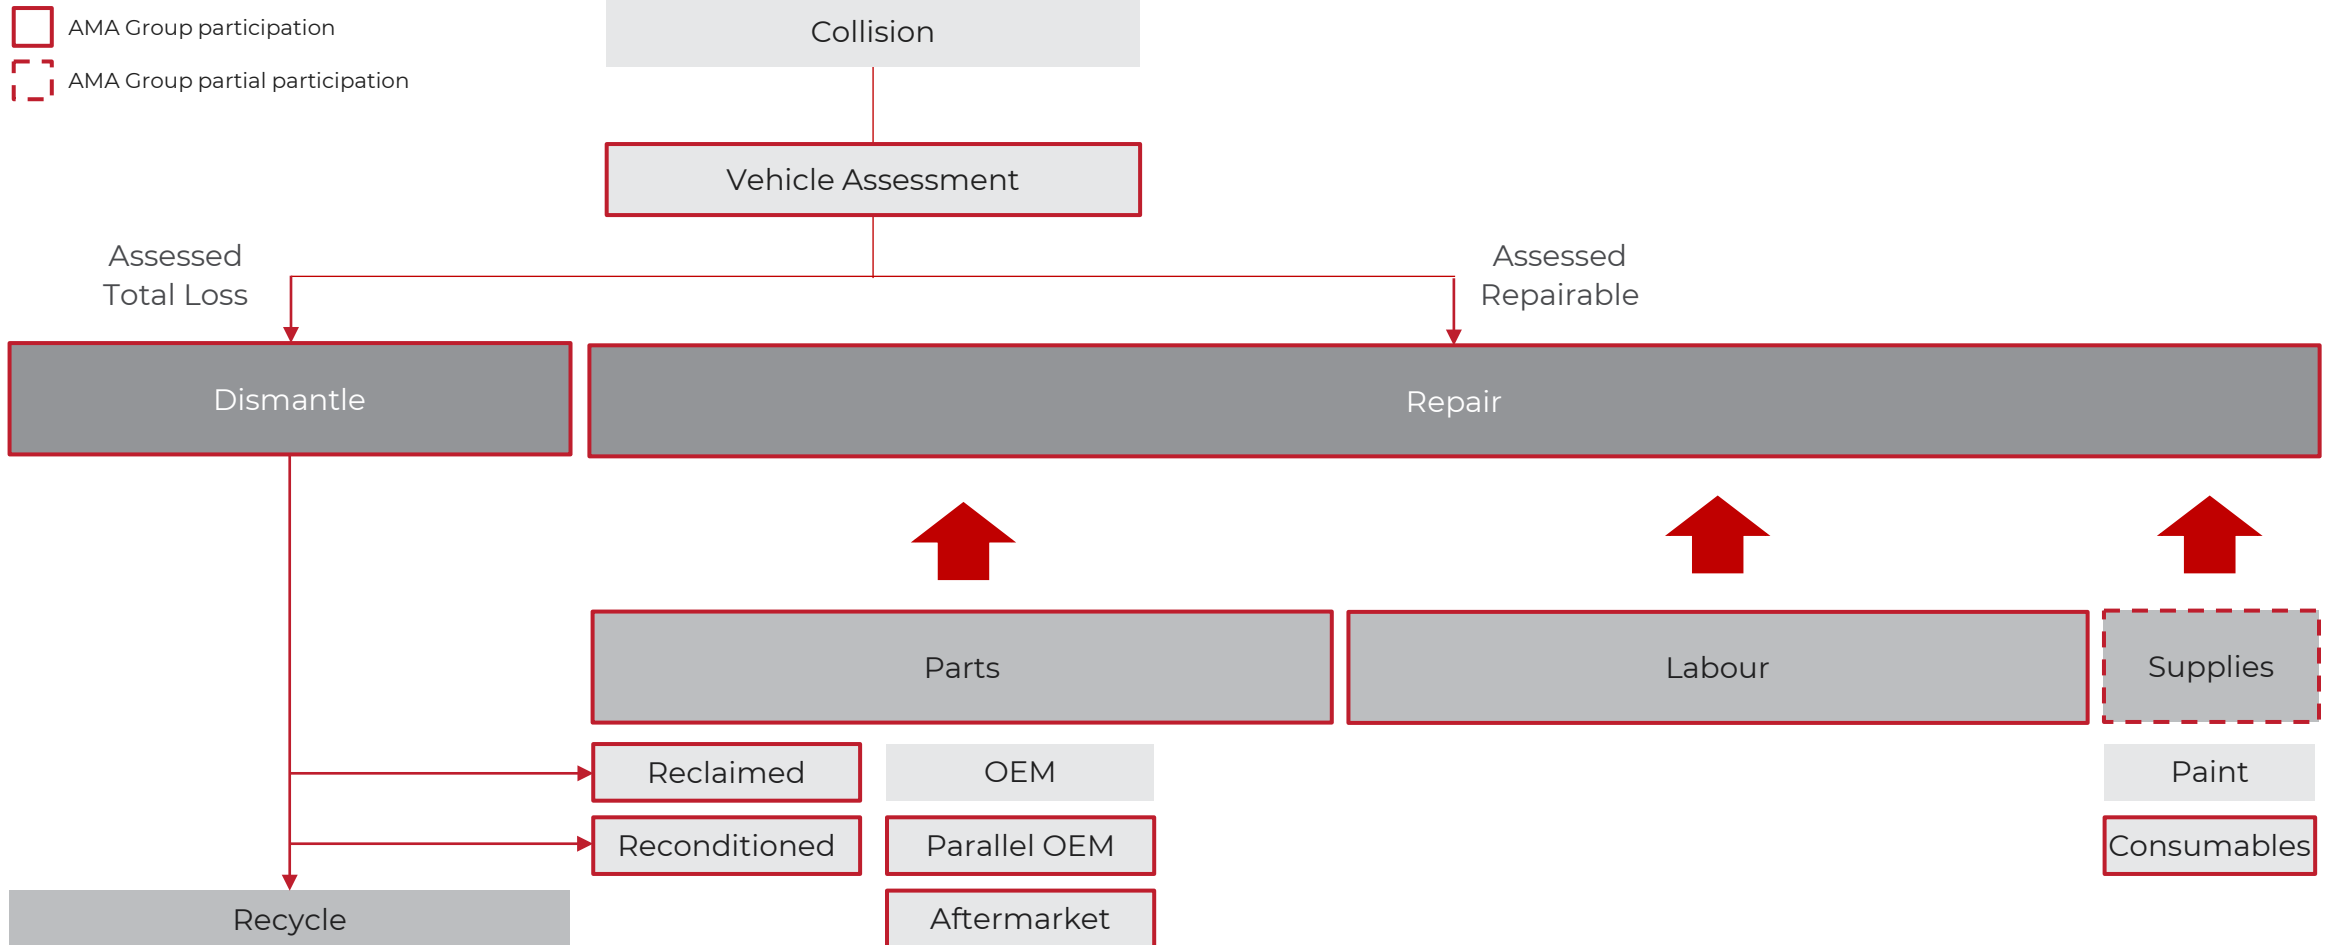 AMA Group participation
AMA Group partial participation
Collision
Vehicle Assessment
Assessed
Total Loss
Assessed
Repairable
Dismantle
Repair
Parts
Labour
Supplies
Reclaimed
OEM
Paint
Reconditioned
Parallel OEM
Consumables
Recycle
Aftermarket